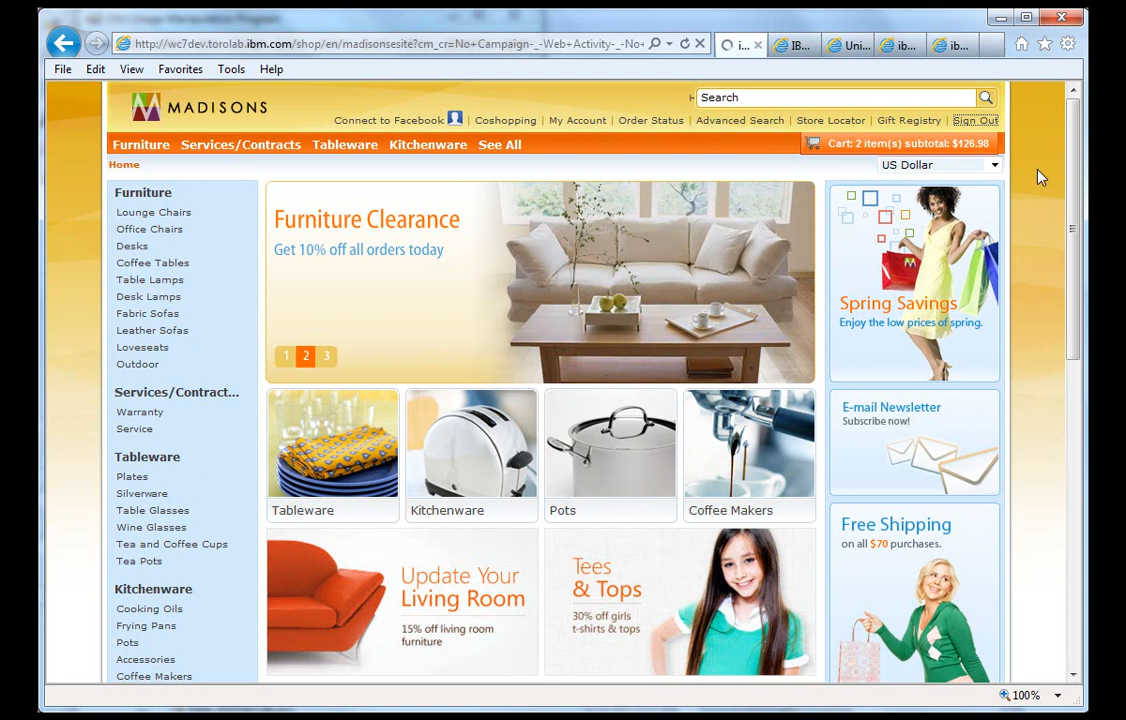 http://wc7dev.torolab.ibm.com/shop/en/madisonsesite?cm_cr=No+Campaign-_-Web+Activity-_-No+
i...
IB...
Uni...
ib...
ib...
File Edit View Favorites Tools Help
MADISONS
Search
Connect to Facebook | Coshopping | My Account | Order Status | Advanced Search | Store Locator | Gift Registry | Sign Out
Furniture Services/Contracts Tableware Kitchenware See All
Cart: 2 item(s) subtotal: $126.98
Home
US Dollar
Furniture
Lounge Chairs
Office Chairs
Desks
Coffee Tables
Table Lamps
Desk Lamps
Fabric Sofas
Leather Sofas
Loveseats
Outdoor
Services/Contract...
Warranty
Service
Tableware
Plates
Silverware
Table Glasses
Wine Glasses
Tea and Coffee Cups
Tea Pots
Kitchenware
Cooking Oils
Frying Pans
Pots
Accessories
Coffee Makers
Furniture Clearance
Get 10% off all orders today
1 2 3
Tableware
Kitchenware
Pots
Coffee Makers
Update Your
Living Room
15% off living room
furniture
Tees
& Tops
30% off girls
t-shirts & tops
Spring Savings
Enjoy the low prices of spring.
E-mail Newsletter
Subscribe now!
Free Shipping
on all $70 purchases.
100%